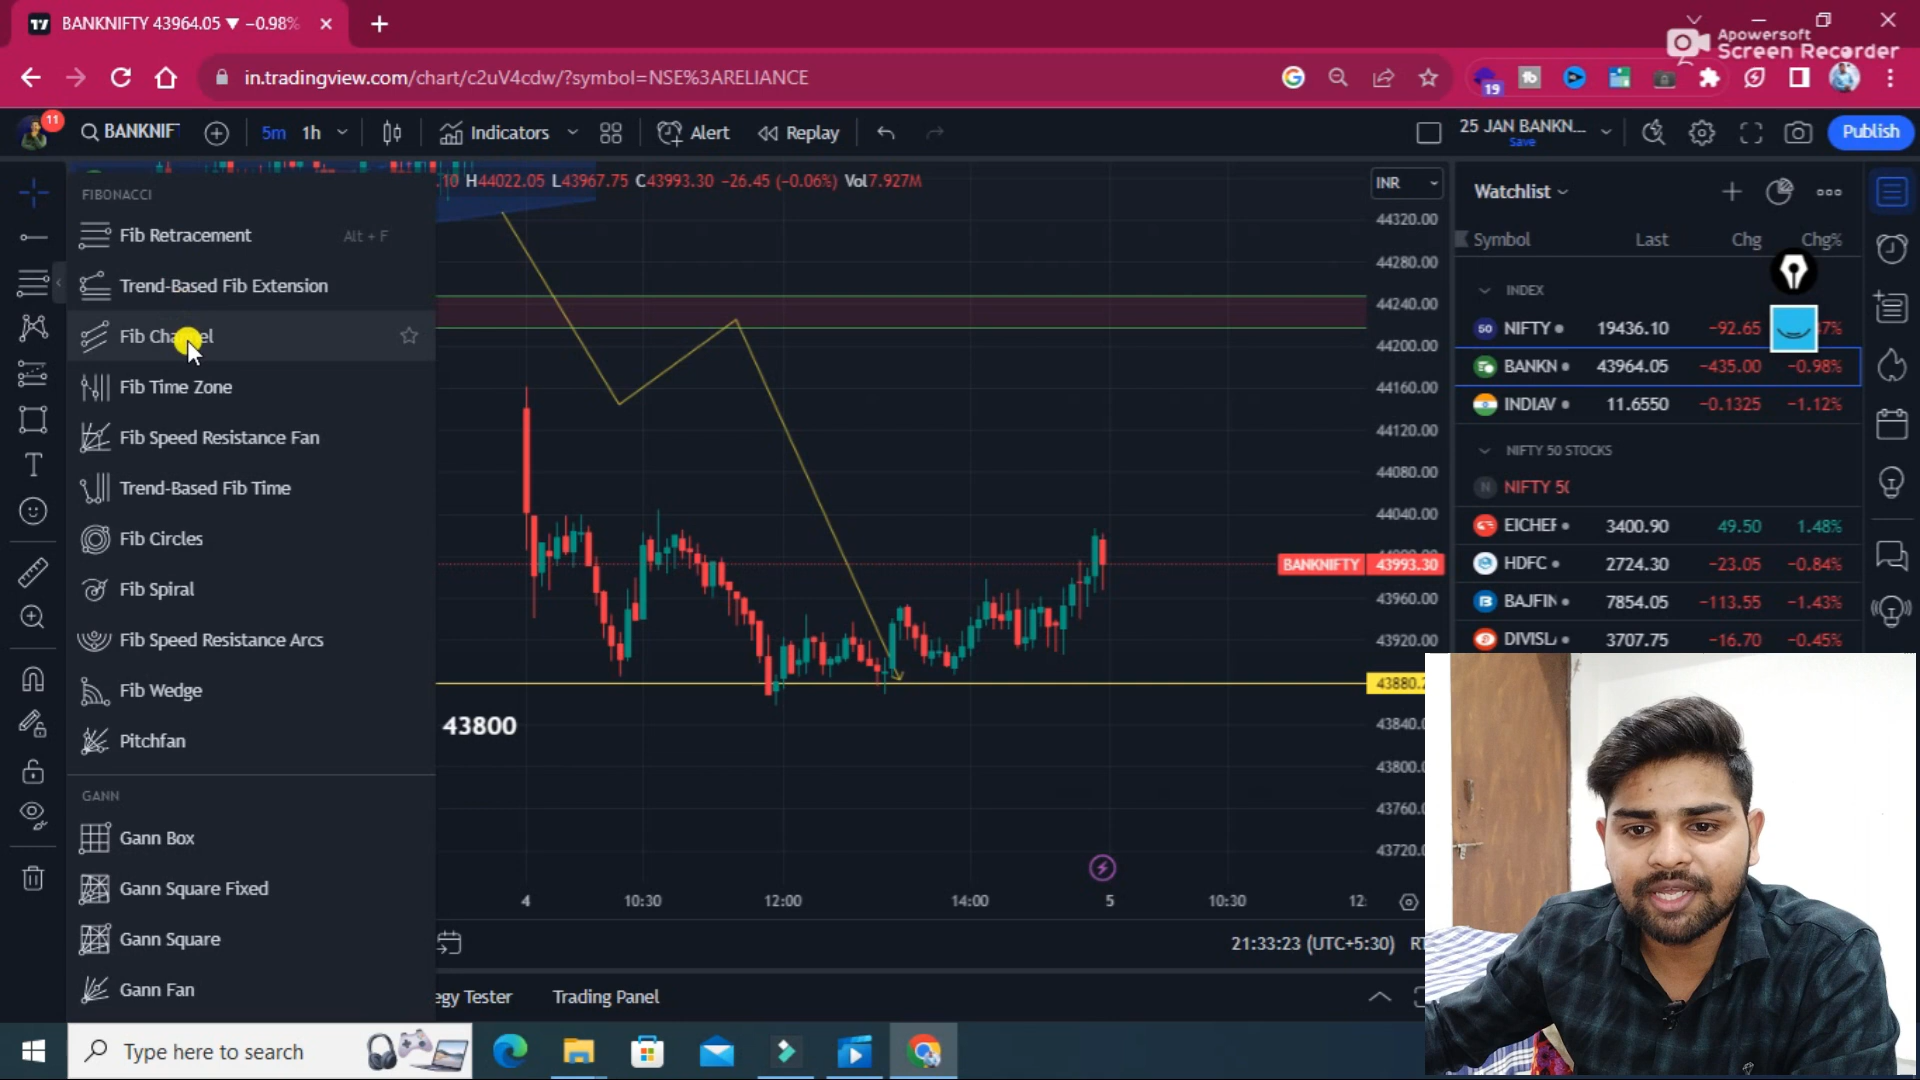 BANKNIFTY 43964.05 ▼ −0.98%
Apowersoft
Screen Recorder
in.tradingview.com/chart/c2uV4cdw/?symbol=NSE%3ARELIANCE
19
11
BANKNIF
5m 1h
Indicators
Alert
Replay
25 JAN BANKN...
Save
Publish
FIBONACCI
Fib Retracement Alt + F
Trend-Based Fib Extension
Fib Channel
Fib Time Zone
Fib Speed Resistance Fan
Trend-Based Fib Time
Fib Circles
Fib Spiral
Fib Speed Resistance Arcs
Fib Wedge
Pitchfan
GANN
Gann Box
Gann Square Fixed
Gann Square
Gann Fan
.10 H44022.05 L43967.75 C43993.30 −26.45 (−0.06%) Vol7.927M
INR
44320.00
44280.00
44240.00
44200.00
44160.00
44120.00
44080.00
44040.00
BANKNIFTY 43993.30
43960.00
43920.00
43880.2
43840.
43800.
43760.
43720.
43800
4 10:30 12:00 14:00 5 10:30 12:
21:33:23 (UTC+5:30)
egy Tester Trading Panel
Watchlist
Symbol Last Chg Chg%
INDEX
50 NIFTY 19436.10 −92.65 7%
BANKN 43964.05 −435.00 −0.98%
INDIAV 11.6550 −0.1325 −1.12%
NIFTY 50 STOCKS
N NIFTY 5(
EICHEF 3400.90 49.50 1.48%
HDFC 2724.30 −23.05 −0.84%
BAJFIN 7854.05 −113.55 −1.43%
DIVISL 3707.75 −16.70 −0.45%
Type here to search